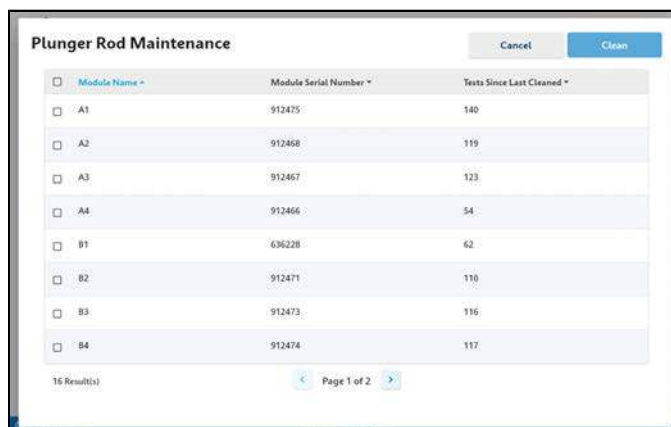 Plunger Rod Maintenance
Cancel
Clean
Module Name
Module Serial Number
Tests Since Last Cleaned
A1 912475 140
A2 912468 119
A3 912467 123
A4 912466 54
B1 636228 62
B2 912471 110
B3 912473 116
B4 912474 117
16 Result(s)
Page 1 of 2